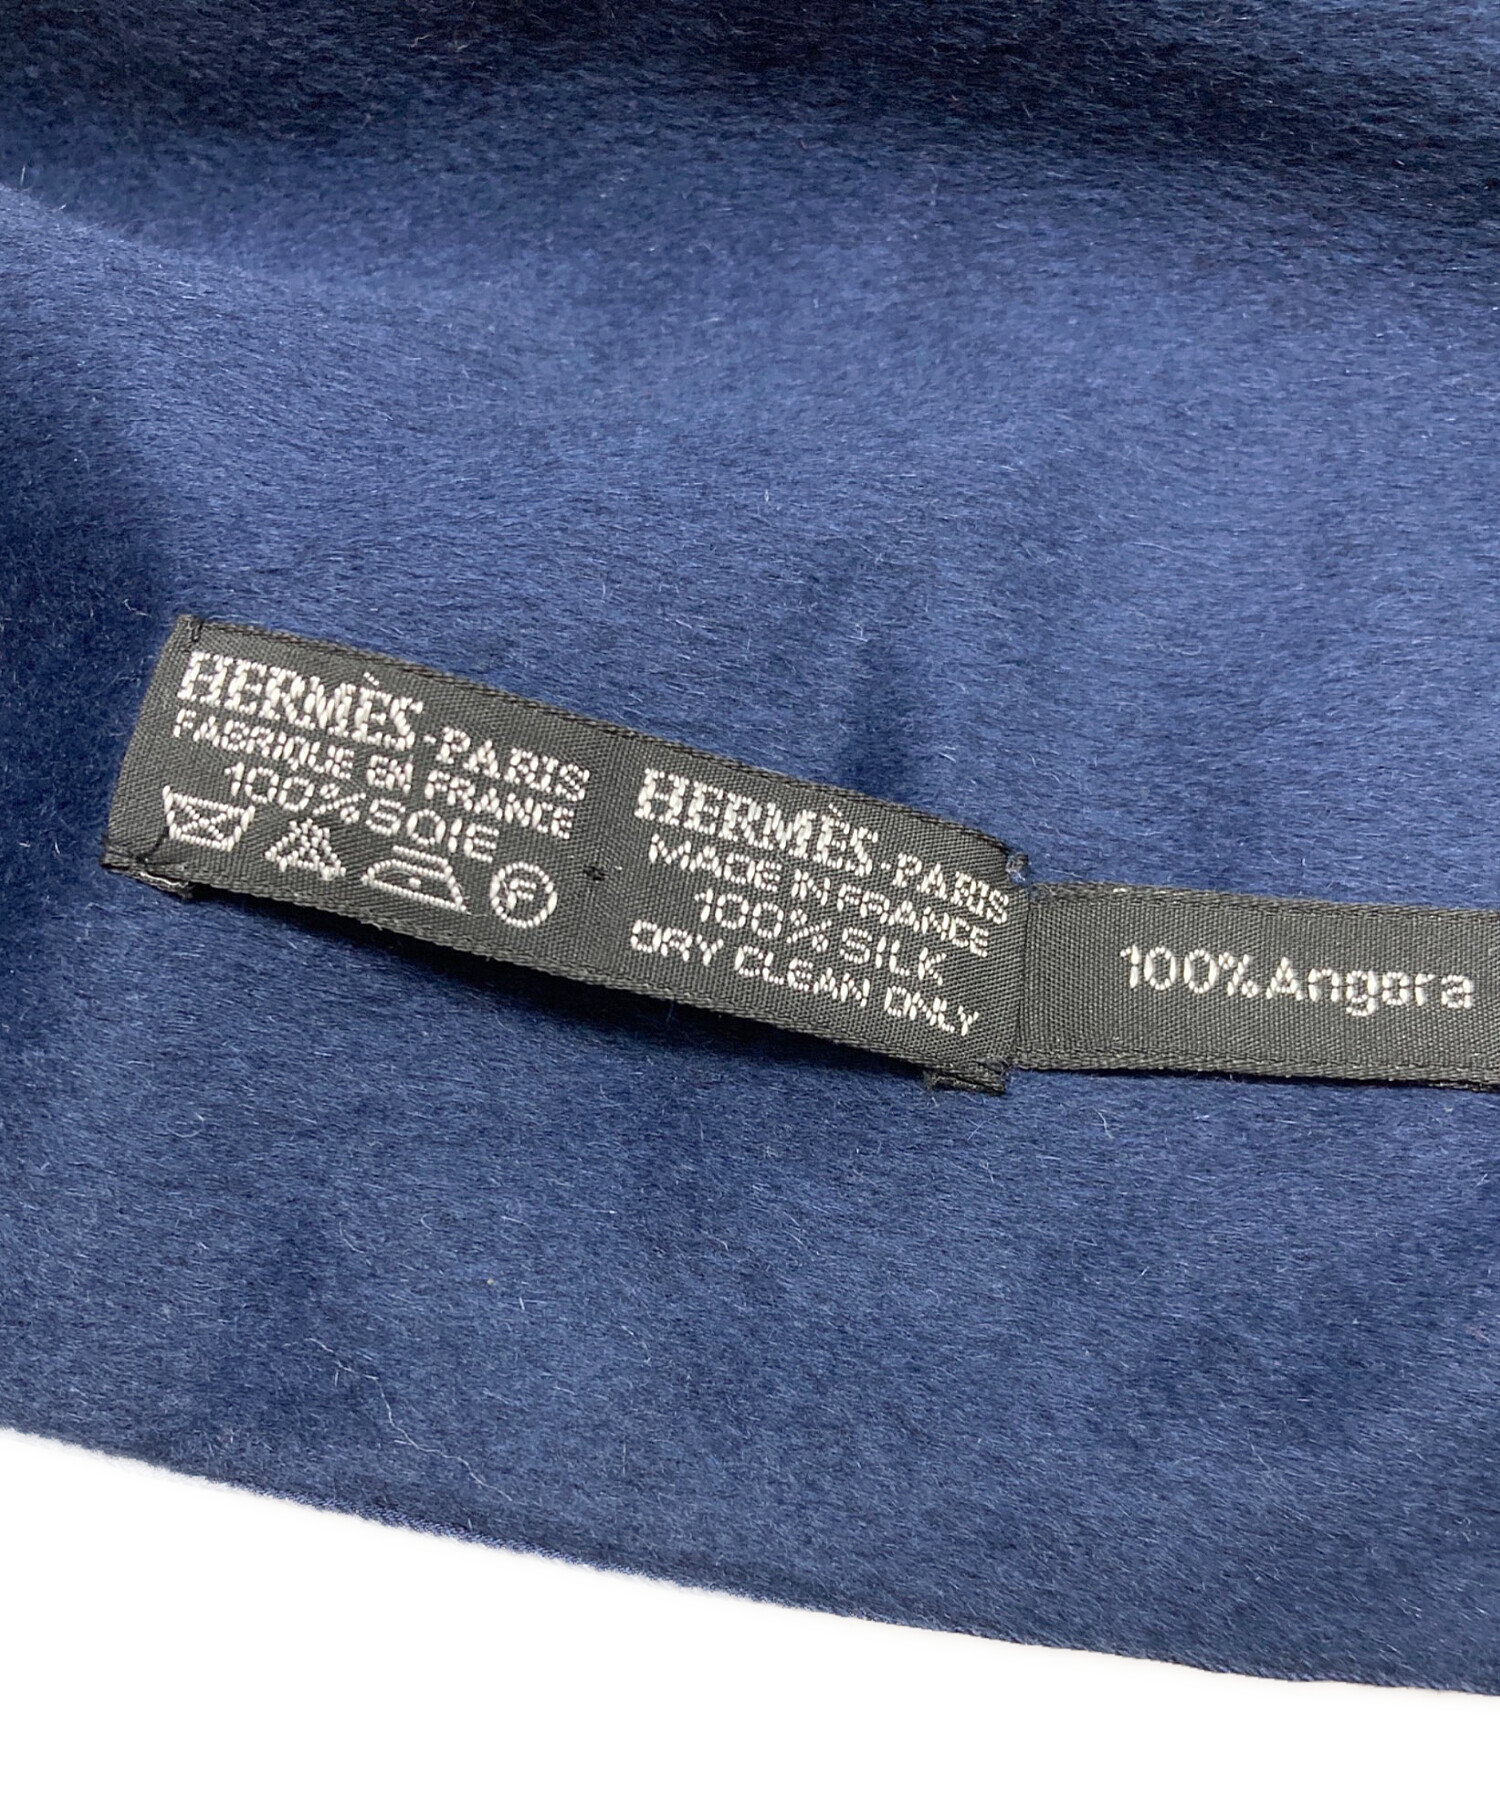 HERMÈS-PARIS
FABRIQUE EN FRANCE
100%SOIE
F
HERMÈS-PARIS
MADE IN FRANCE
100% SILK
DRY CLEAN ONLY
100%Angora